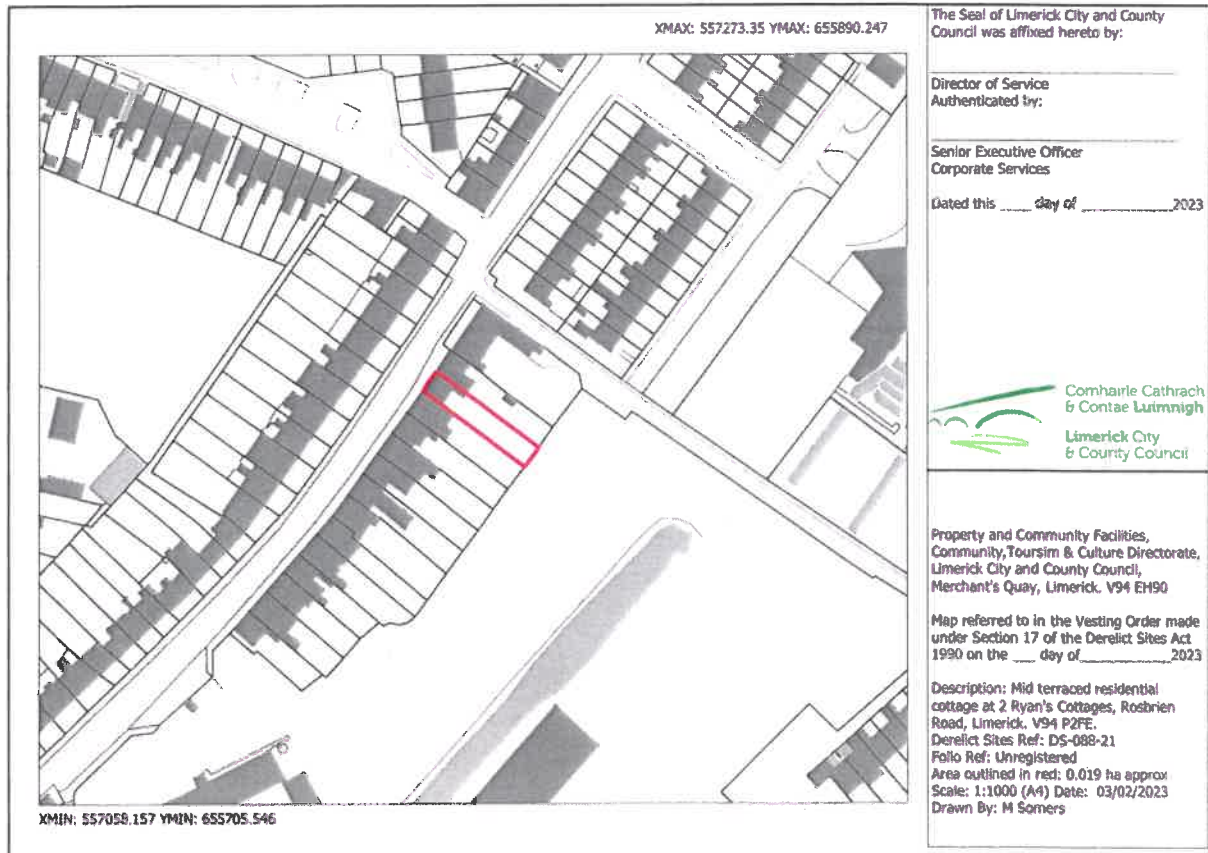 XMAX: 557273.35 YMAX: 655890.247
XMIN: 557058.157 YMIN: 655705.546
The Seal of Limerick City and County
Council was affixed hereto by:
Director of Service
Authenticated by:
Senior Executive Officer
Corporate Services
Dated this ____ day of ____________2023
Comhairle Cathrach
& Contae Luimnigh
Limerick City
& County Council
Property and Community Facilities,
Community,Toursim & Culture Directorate,
Limerick City and County Council,
Merchant's Quay, Limerick. V94 EH90
Map referred to in the Vesting Order made
under Section 17 of the Derelict Sites Act
1990 on the ___ day of____________2023
Description: Mid terraced residential
cottage at 2 Ryan's Cottages, Rosbrien
Road, Limerick. V94 P2FE.
Derelict Sites Ref: DS-088-21
Folio Ref: Unregistered
Area outlined in red: 0.019 ha approx
Scale: 1:1000 (A4) Date: 03/02/2023
Drawn By: M Somers